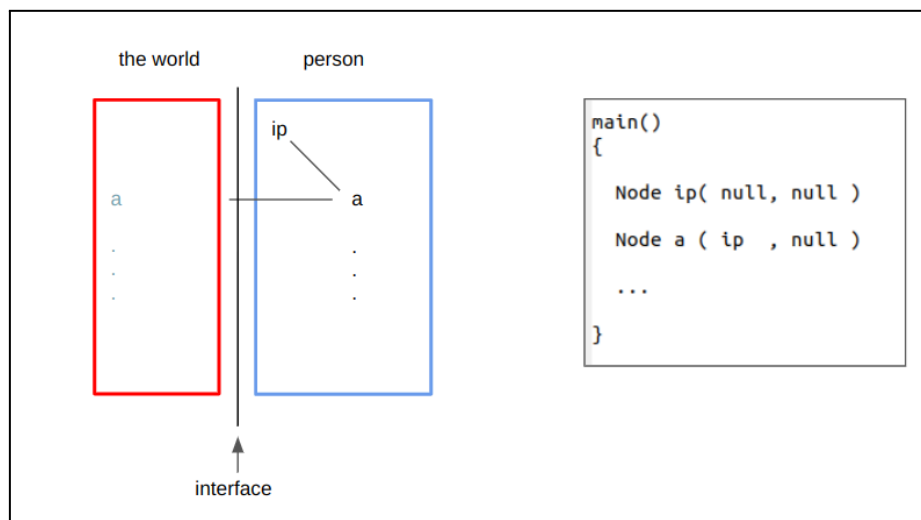 the world
person
ip
a
a
.
.
.
.
.
.
interface
main()
{
Node ip( null, null )
Node a ( ip  , null )
...
}